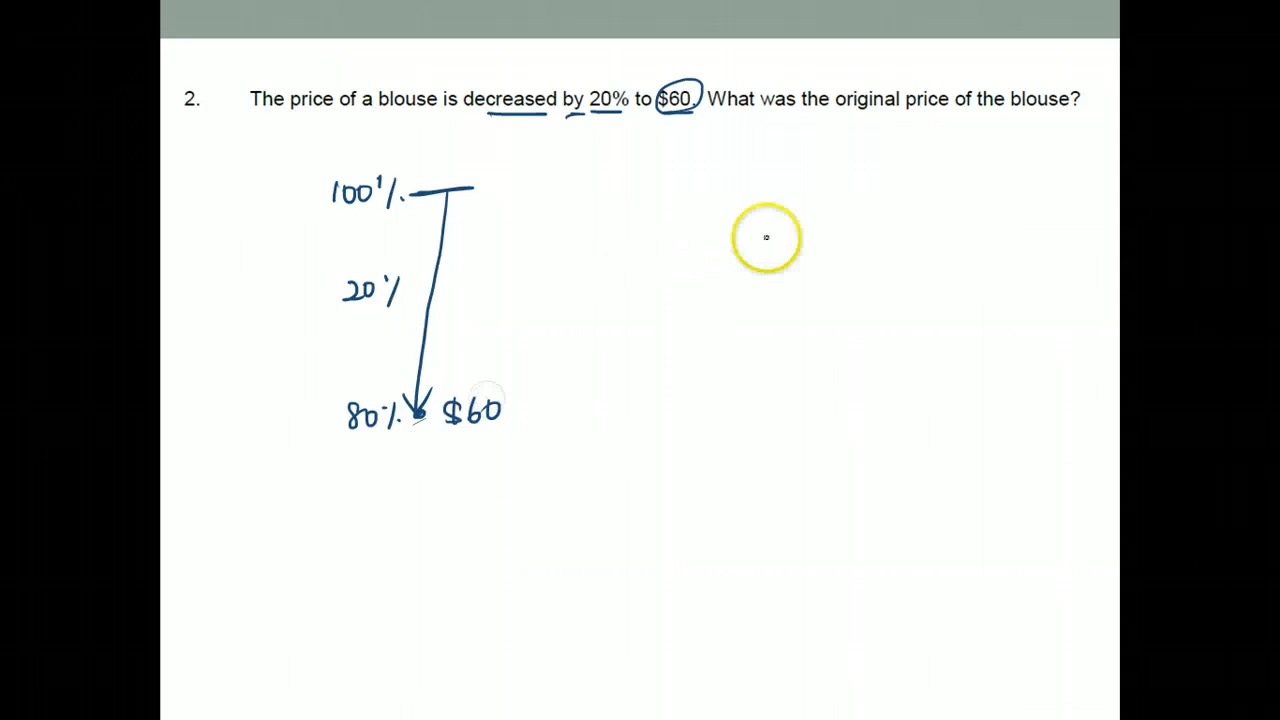 2. The price of a blouse is decreased by 20% to $60. What was the original price of the blouse?
100%
20%
80% $60